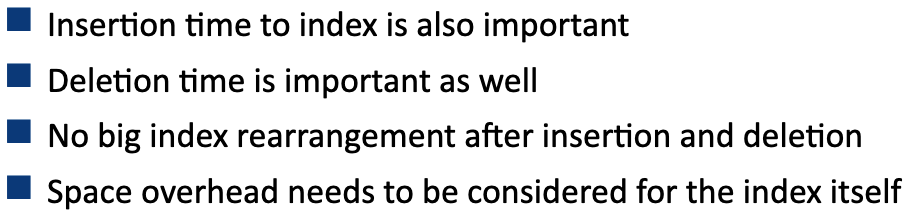 Insertion time to index is also important
Deletion time is important as well
No big index rearrangement after insertion and deletion
Space overhead needs to be considered for the index itself